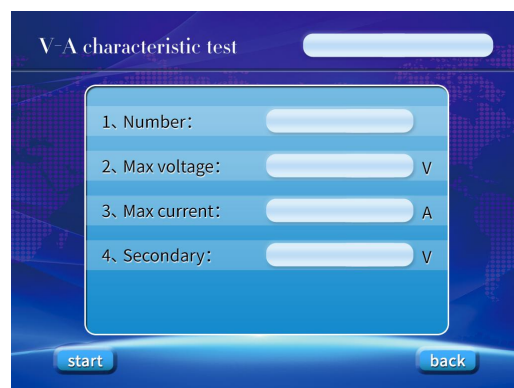 V-A characteristic test
1、Number:
2、Max voltage: V
3、Max current: A
4、Secondary: V
start back